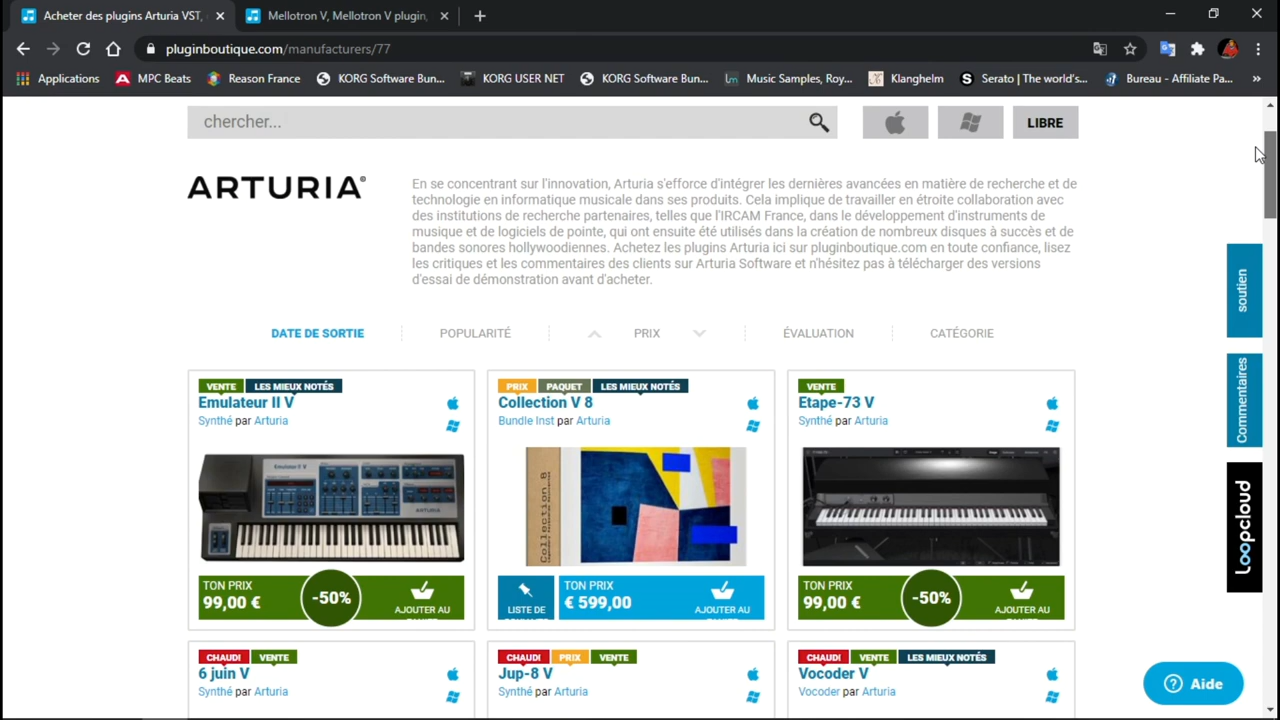 Acheter des plugins Arturia VST,
Mellotron V, Mellotron V plugin,
pluginboutique.com/manufacturers/77
Applications
MPC Beats
Reason France
KORG Software Bun...
KORG USER NET
KORG Software Bun...
Music Samples, Roy...
Klanghelm
Serato | The world's...
Bureau - Affiliate Pa...
chercher...
LIBRE
ARTURIA
En se concentrant sur l'innovation, Arturia s'efforce d'intégrer les dernières avancées en matière de recherche et de
technologie en informatique musicale dans ses produits. Cela implique de travailler en étroite collaboration avec
des institutions de recherche partenaires, telles que l'IRCAM France, dans le développement d'instruments de
musique et de logiciels de pointe, qui ont ensuite été utilisés dans la création de nombreux disques à succès et de
bandes sonores hollywoodiennes. Achetez les plugins Arturia ici sur pluginboutique.com en toute confiance, lisez
les critiques et les commentaires des clients sur Arturia Software et n'hésitez pas à télécharger des versions
d'essai de démonstration avant d'acheter.
soutien
Commentaires
loopcloud
DATE DE SORTIE
POPULARITÉ
PRIX
ÉVALUATION
CATÉGORIE
VENTE LES MIEUX NOTÉS
Emulateur II V
Synthé par Arturia
Emulator II V
ARTURIA
TON PRIX
99,00 €
-50%
AJOUTER AU
PRIX PAQUET LES MIEUX NOTÉS
Collection V 8
Bundle Inst par Arturia
Collection 8
LISTE DE
TON PRIX
€ 599,00
AJOUTER AU
VENTE
Etape-73 V
Synthé par Arturia
TON PRIX
99,00 €
-50%
AJOUTER AU
CHAUDI VENTE
6 juin V
Synthé par Arturia
CHAUDI PRIX VENTE
Jup-8 V
Synthé par Arturia
CHAUDI VENTE LES MIEUX NOTÉS
Vocoder V
Vocoder par Arturia
Aide